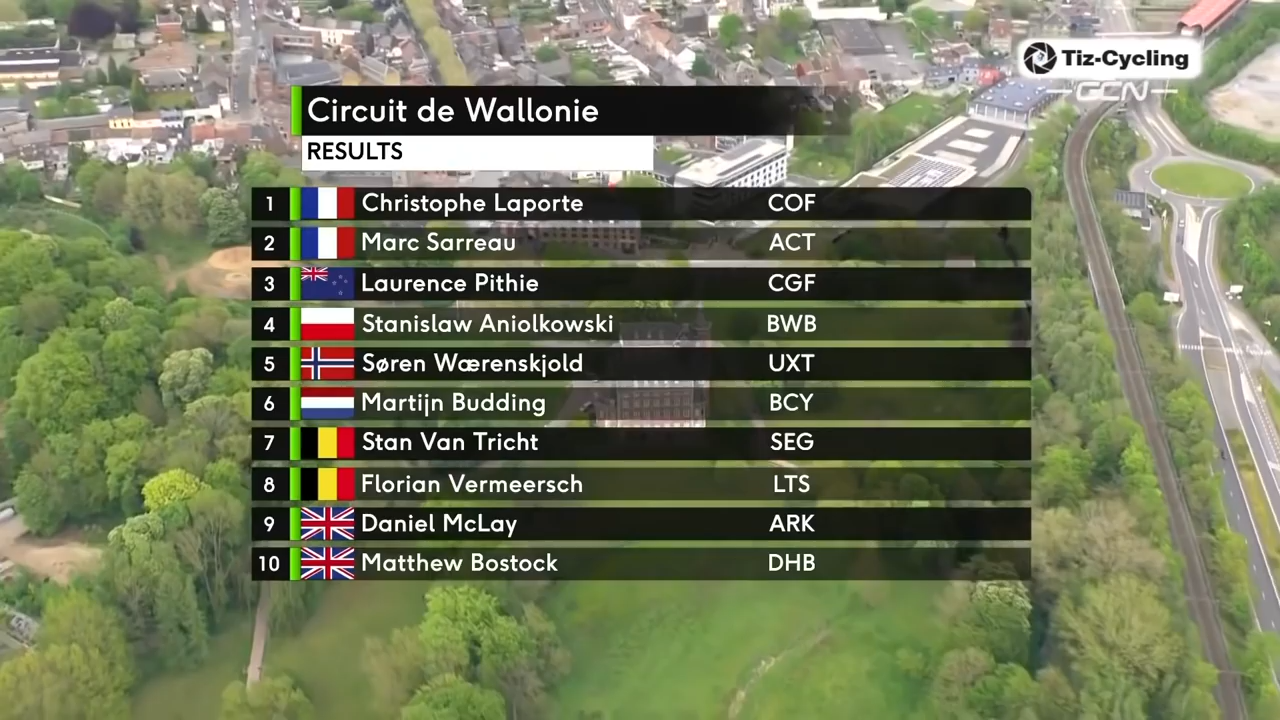 Tiz-Cycling
GCN
Circuit de Wallonie
RESULTS
1 Christophe Laporte COF
2 Marc Sarreau ACT
3 Laurence Pithie CGF
4 Stanislaw Aniolkowski BWB
5 Søren Wærenskjold UXT
6 Martijn Budding BCY
7 Stan Van Tricht SEG
8 Florian Vermeersch LTS
9 Daniel McLay ARK
10 Matthew Bostock DHB